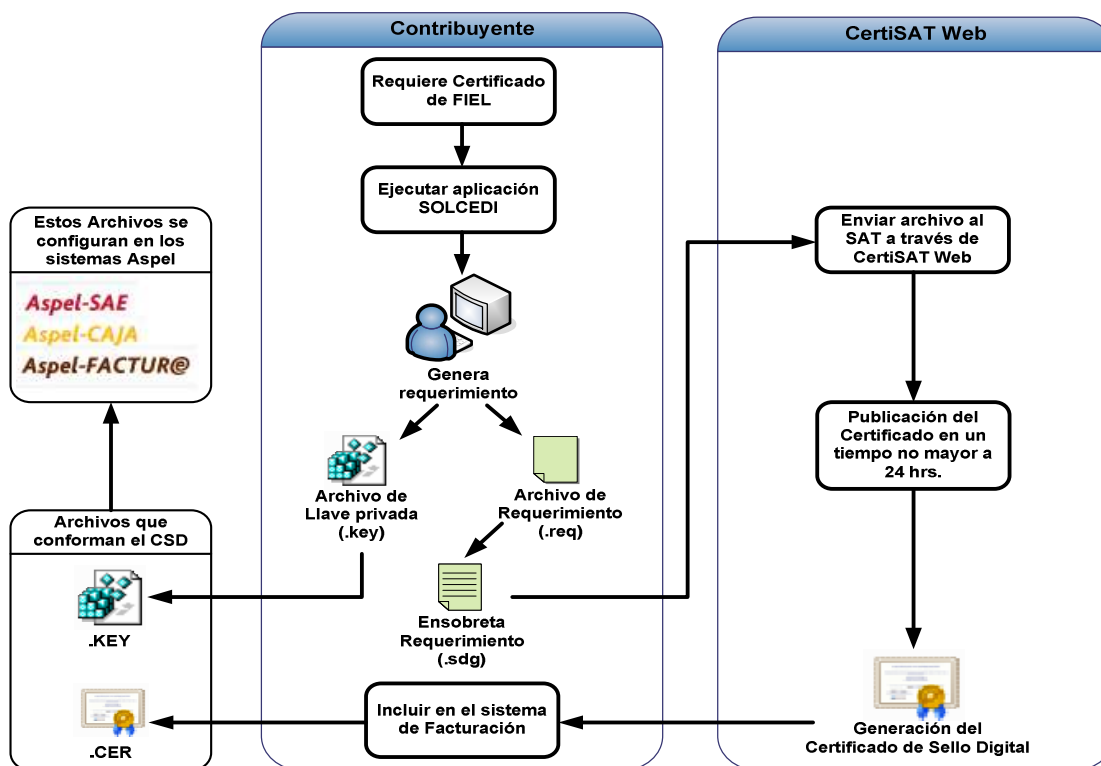 Contribuyente
CertiSAT Web
Requiere Certificado
de FIEL
Ejecutar aplicación
SOLCEDI
Genera
requerimiento
Archivo de
Llave privada
(.key)
Archivo de
Requerimiento
(.req)
Ensobreta
Requerimiento
(.sdg)
Enviar archivo al
SAT a través de
CertiSAT Web
Publicación del
Certificado en un
tiempo no mayor a
24 hrs.
Generación del
Certificado de Sello Digital
Incluir en el sistema
de Facturación
Archivos que
conforman el CSD
.KEY
.CER
Estos Archivos se
configuran en los
sistemas Aspel
Aspel-SAE
Aspel-CAJA
Aspel-FACTUR@